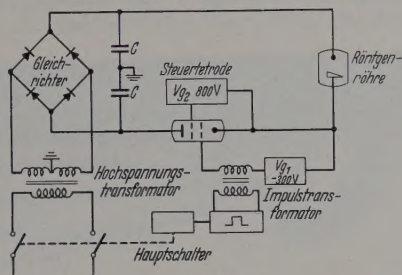 C
Gleich-
richter
C
Steuertetrode
Vg2 800V
Röntgen-
röhre
Vg1
-300V
Hochspannungs-
transformator
Impulstrans-
formator
Hauptschalter